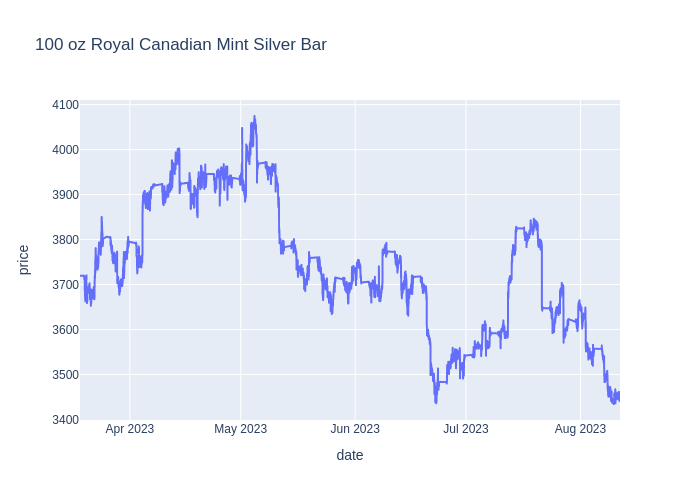 100 oz Royal Canadian Mint Silver Bar
4100
4000
3900
3800
3700
3600
3500
3400
price
Apr 2023 May 2023 Jun 2023 Jul 2023 Aug 2023
date